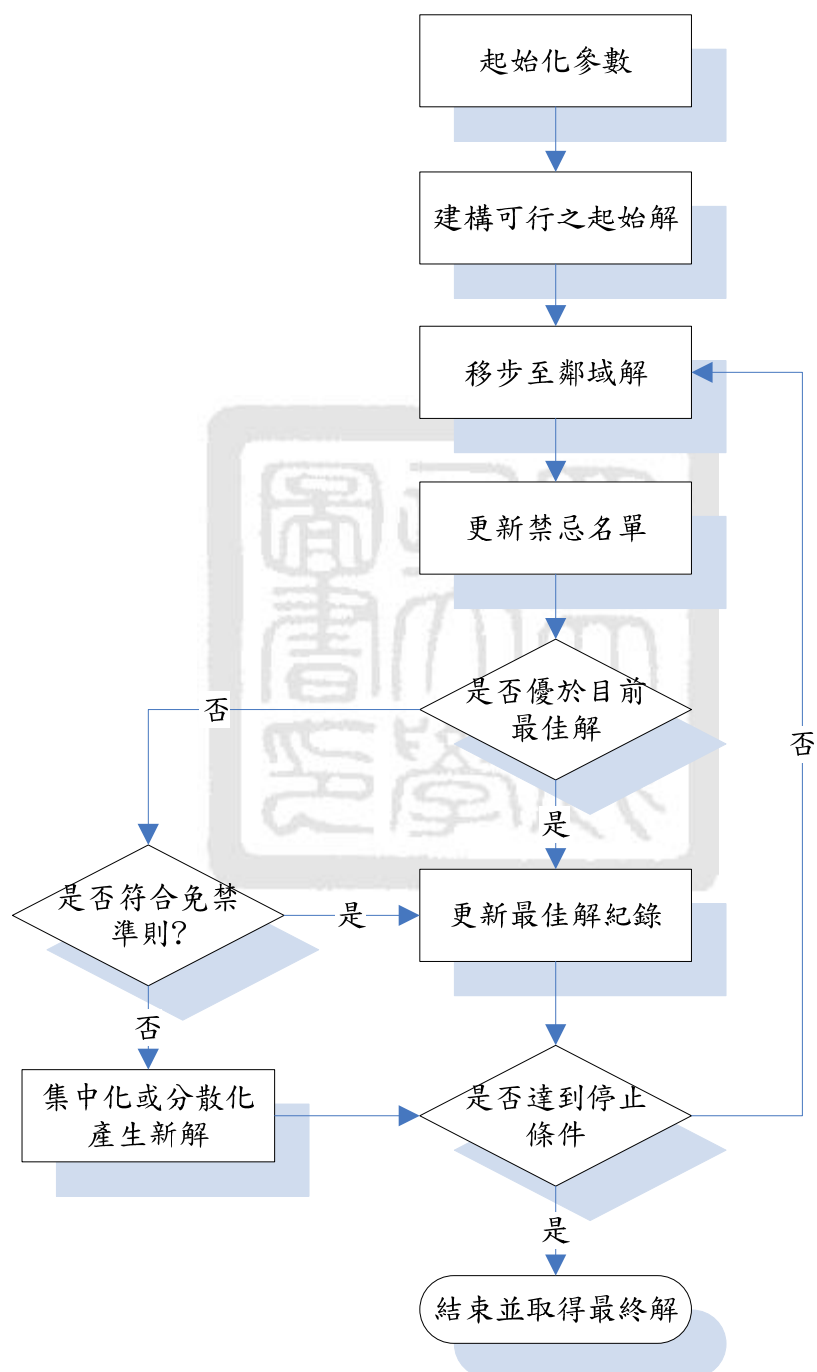 起始化參數
建構可行之起始解
移步至鄰域解
更新禁忌名單
是否優於目前
最佳解
否
否
是
是否符合免禁
準則?
是
更新最佳解紀錄
否
集中化或分散化
產生新解
是否達到停止
條件
是
結束並取得最終解